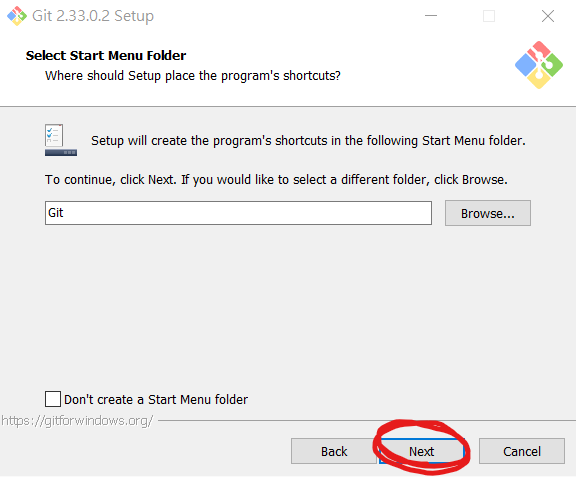 Git 2.33.0.2 Setup
Select Start Menu Folder
Where should Setup place the program's shortcuts?
Setup will create the program's shortcuts in the following Start Menu folder.
To continue, click Next. If you would like to select a different folder, click Browse.
Git
Browse...
Don't create a Start Menu folder
https://gitforwindows.org/
Back
Next
Cancel